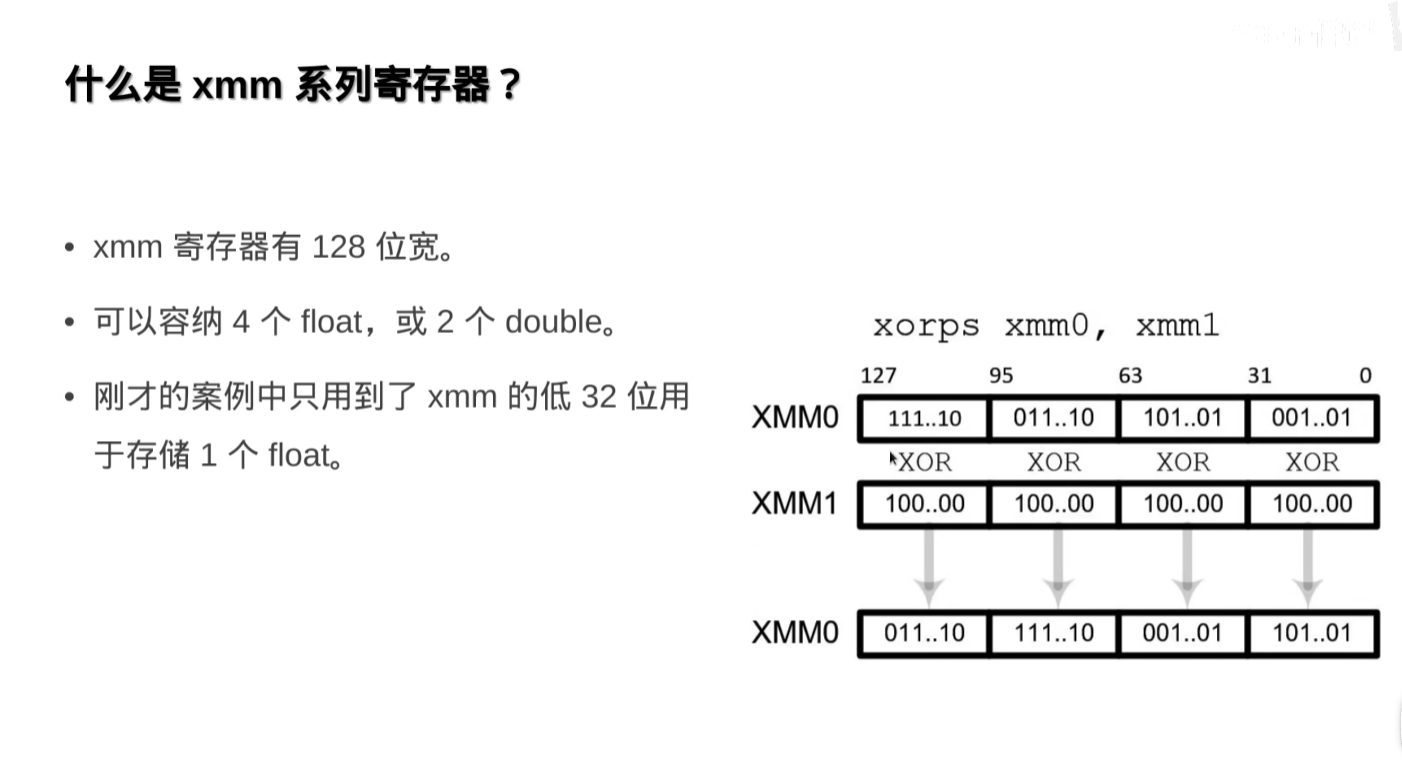 什么是 xmm 系列寄存器？
• xmm 寄存器有 128 位宽。
• 可以容纳 4 个 float，或 2 个 double。
• 刚才的案例中只用到了 xmm 的低 32 位用
于存储 1 个 float。
xorps xmm0, xmm1
127 95 63 31 0
XMM0 111..10 011..10 101..01 001..01
XOR XOR XOR XOR
XMM1 100..00 100..00 100..00 100..00
XMM0 011..10 111..10 001..01 101..01